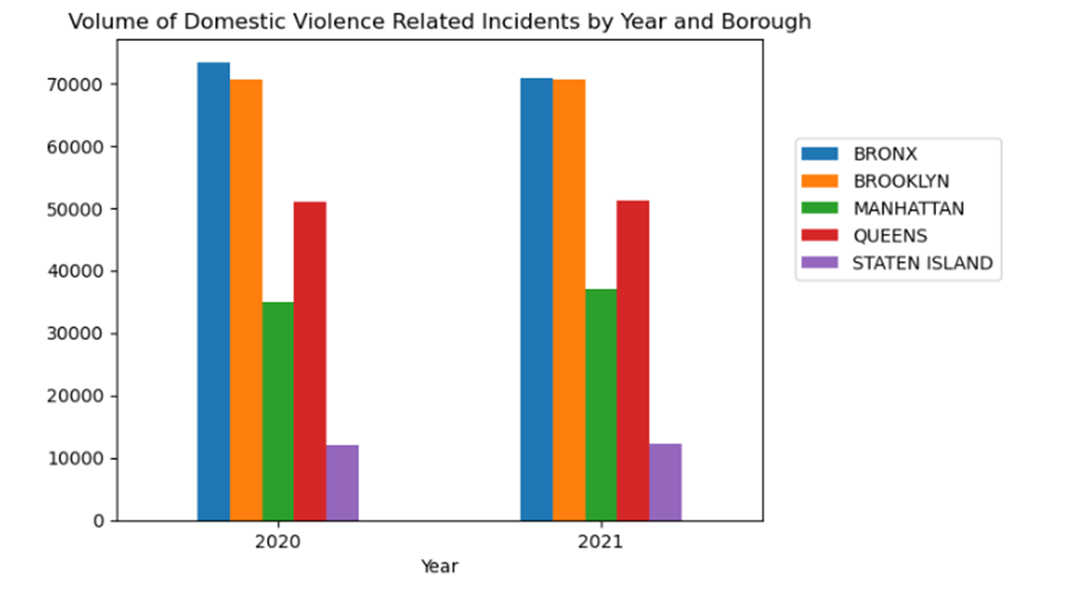 Volume of Domestic Violence Related Incidents by Year and Borough
70000
60000
50000
40000
30000
20000
10000
0
2020 2021
Year
BRONX
BROOKLYN
MANHATTAN
QUEENS
STATEN ISLAND